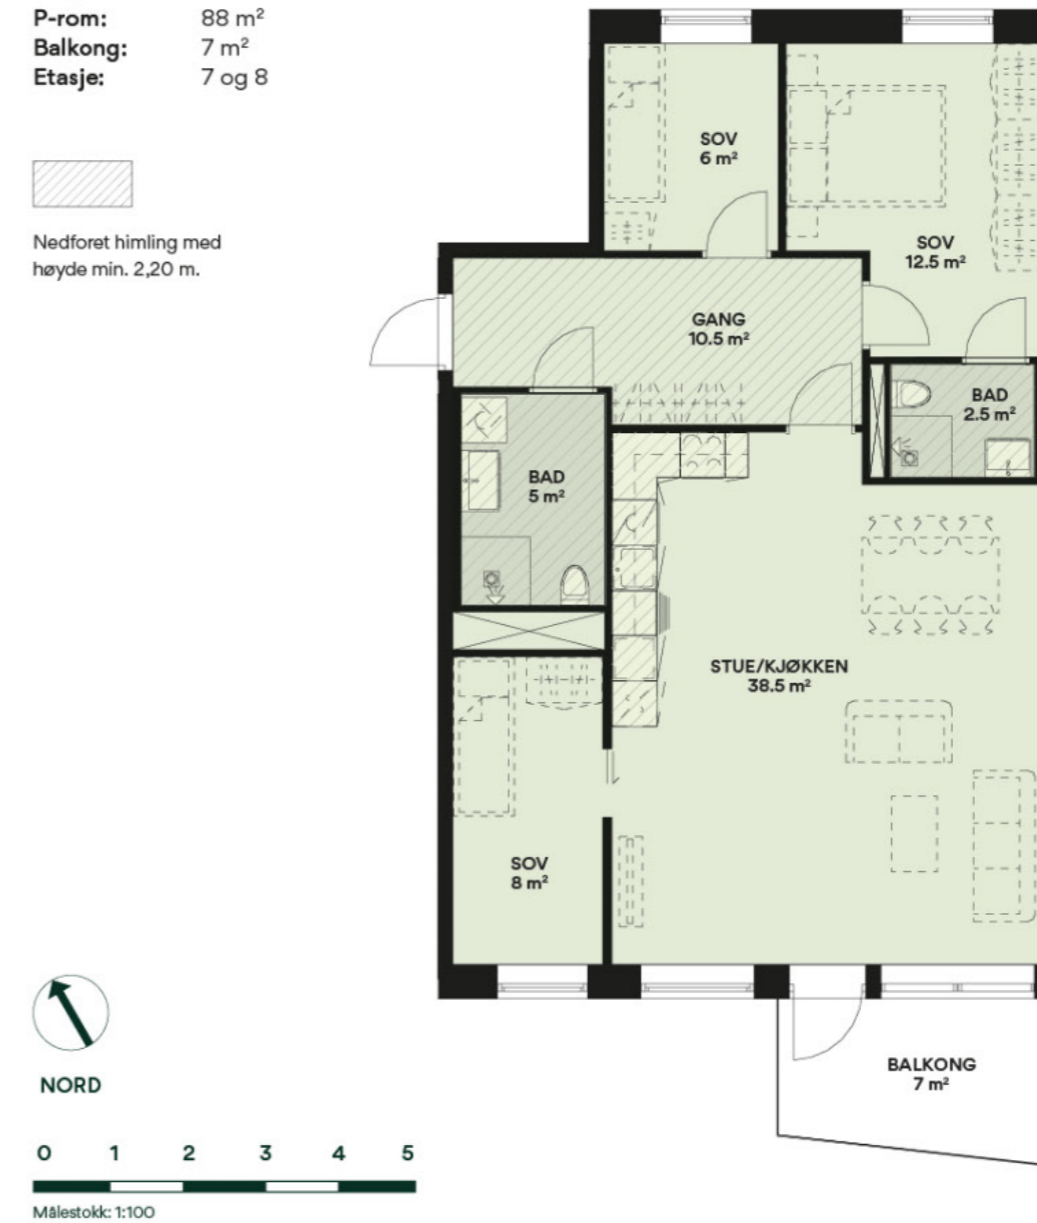 P-rom: 88 m²
Balkong: 7 m²
Etasje: 7 og 8
Nedforet himling med
høyde min. 2,20 m.
SOV
6 m²
SOV
12.5 m²
GANG
10.5 m²
BAD
2.5 m²
BAD
5 m²
STUE/KJØKKEN
38.5 m²
SOV
8 m²
BALKONG
7 m²
NORD
0 1 2 3 4 5
Målestokk: 1:100